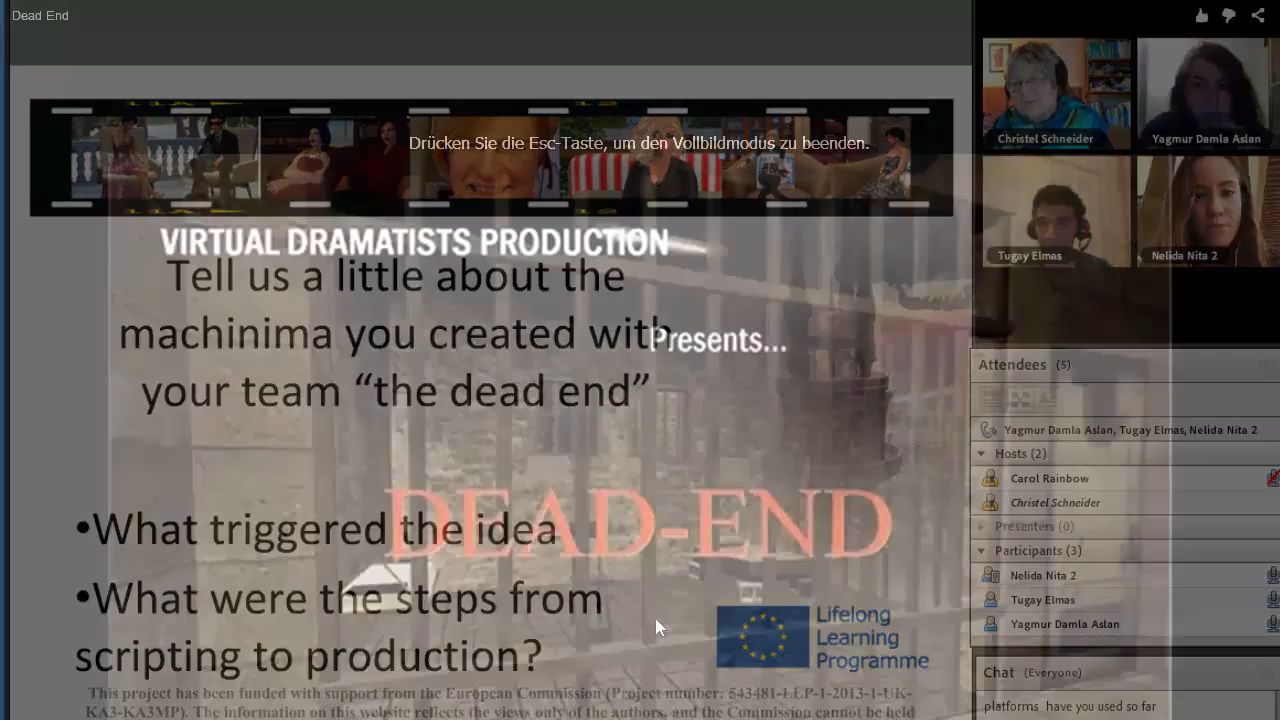 Dead End
Drücken Sie die Esc-Taste, um den Vollbildmodus zu beenden.
VIRTUAL DRAMATISTS PRODUCTION
Tell us a little about the
machinima you created with
Presents...
your team “the dead end”
DEAD-END
•What triggered the idea
•What were the steps from
scripting to production?
Lifelong
Learning
Programme
This project has been funded with support from the European Commission (Project number: 543481-LLP-1-2013-1-UK-
KA3-KA3MP). The information on this website reflects the views only of the authors, and the Commission cannot be held
Christel Schneider
Yagmur Damla Aslan
Tugay Elmas
Nelida Nita 2
Attendees (5)
Yagmur Damla Aslan, Tugay Elmas, Nelida Nita 2
Hosts (2)
Carol Rainbow
Christel Schneider
Presenters (0)
Participants (3)
Nelida Nita 2
Tugay Elmas
Yagmur Damla Aslan
Chat (Everyone)
platforms have you used so far